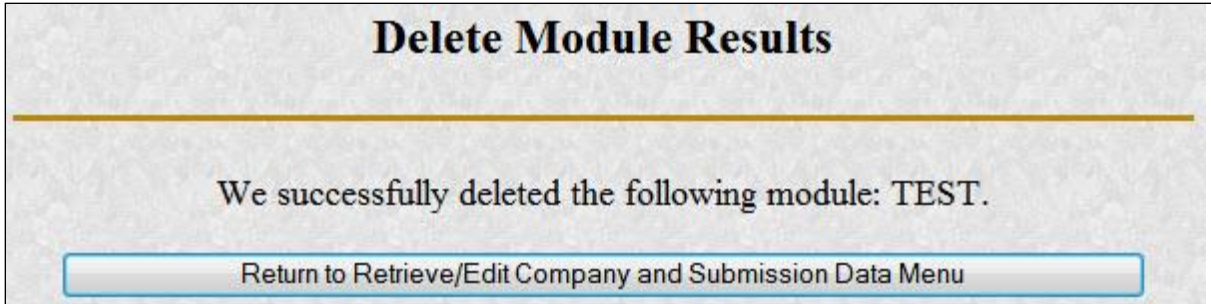 Delete Module Results
We successfully deleted the following module: TEST.
Return to Retrieve/Edit Company and Submission Data Menu